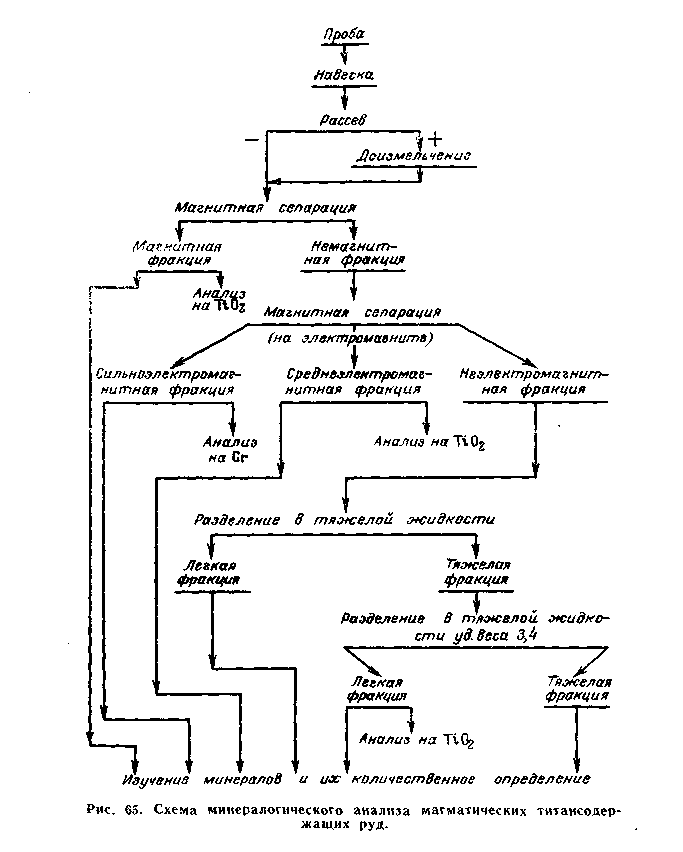 Проба
Навеска
Рассев
− +
Доизмельчение
Магнитная сепарация
Магнитная
фракция
Немагнит-
ная фракция
Анализ
на TiO2
Магнитная сепарация
(на электромагните)
Сильноэлектромаг-
нитная фракция
Среднеэлектромаг-
нитная фракция
Неэлектромагнит-
ная фракция
Анализ
на Cr
Анализ на TiO2
Разделение в тяжелой жидкости
Легкая
фракция
Тяжелая
фракция
Разделение в тяжелой жидко-
сти уд. веса 3,4
Легкая
фракция
Тяжелая
фракция
Анализ на TiO2
Изучение минералов и их количественное определение
Рис. 65. Схема минералогического анализа магматических титансодер-
жащих руд.